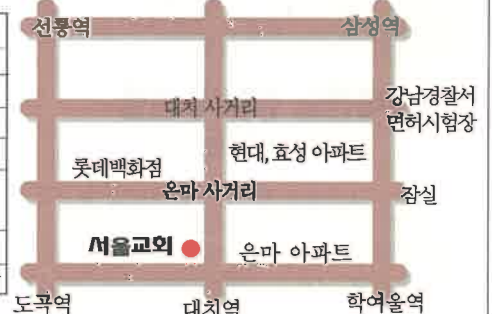 선릉역 삼성역
대치 사거리 강남경찰서
면허시험장
롯데백화점 현대, 효성 아파트
은마 사거리 잠실
서울교회 은마 아파트
도곡역 대치역 학여울역